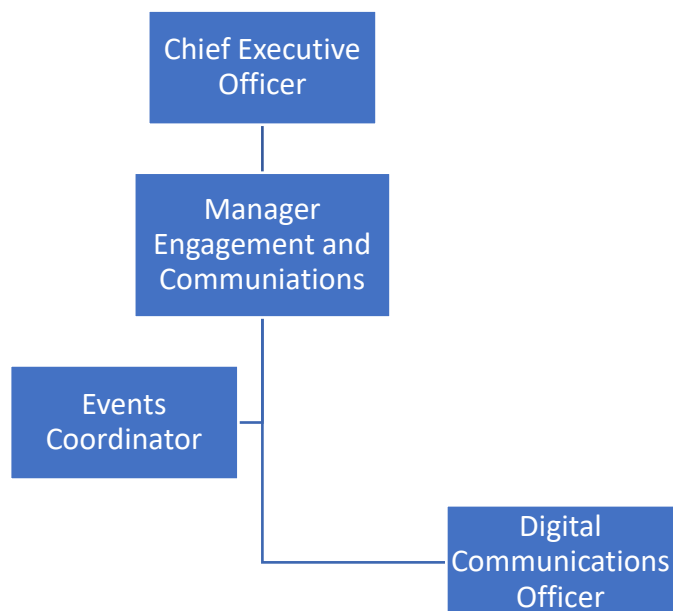 Chief Executive
Officer
Manager
Engagement and
Communiations
Events
Coordinator
Digital
Communications
Officer